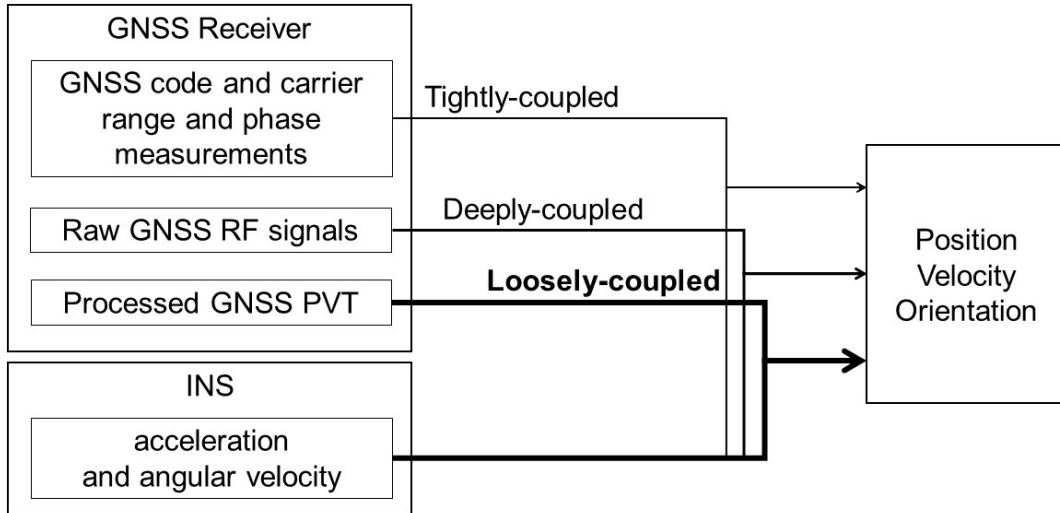 GNSS Receiver
GNSS code and carrier
range and phase
measurements
Raw GNSS RF signals
Processed GNSS PVT
INS
acceleration
and angular velocity
Tightly-coupled
Deeply-coupled
Loosely-coupled
Position
Velocity
Orientation